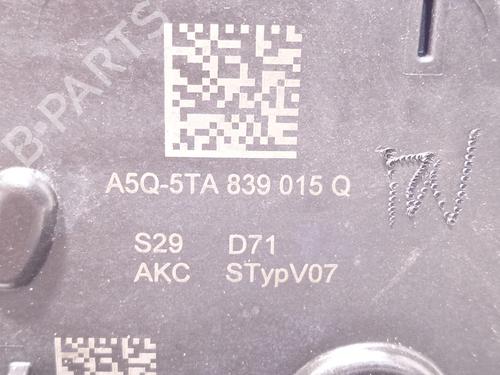 B-PARTS
A5Q-5TA 839 015 Q
S29 D71
AKC STypV07